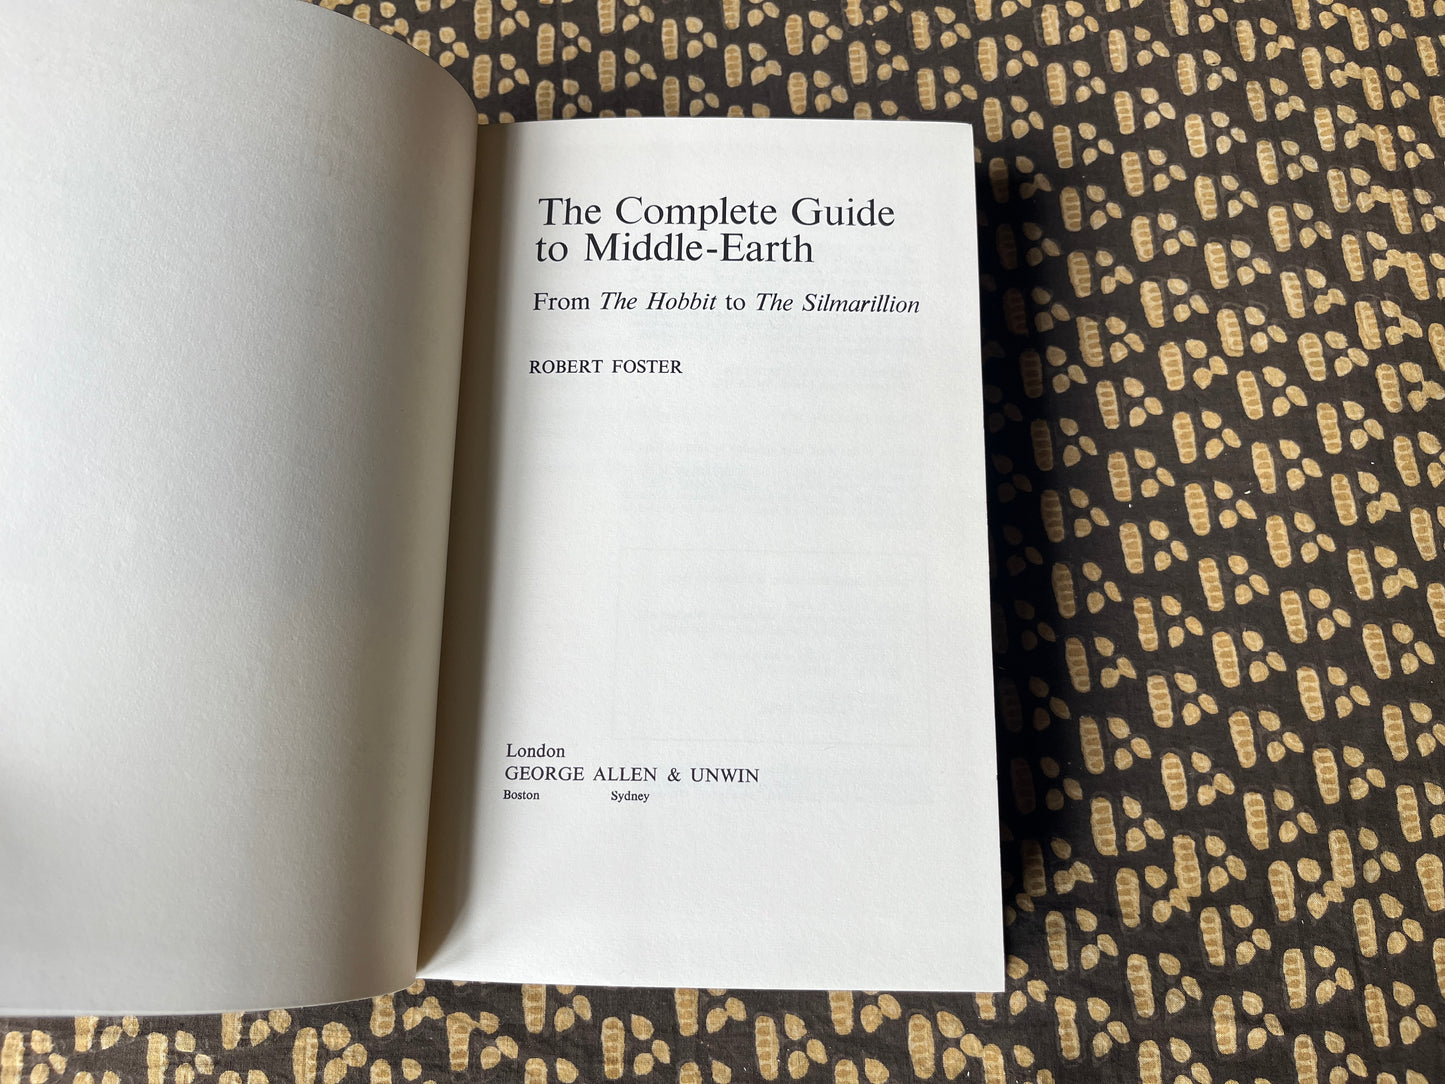 The Complete Guide
to Middle-Earth
From The Hobbit to The Silmarillion
ROBERT FOSTER
London
GEORGE ALLEN & UNWIN
Boston Sydney